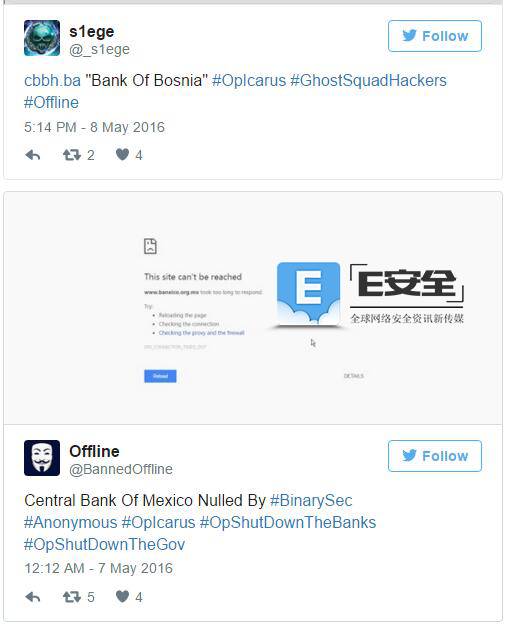 s1ege
@_s1ege
Follow
cbbh.ba "Bank Of Bosnia" #OpIcarus #GhostSquadHackers
#Offline
5:14 PM - 8 May 2016
2 4
This site can't be reached
www.banxico.org.mx took too long to respond.
Try:
Reloading the page
Checking the connection
Checking the proxy and the firewall
ERR_CONNECTION_TIMED_OUT
Reload
DETAILS
E
E安全
全球网络安全资讯新传媒
Offline
@BannedOffline
Follow
Central Bank Of Mexico Nulled By #BinarySec
#Anonymous #OpIcarus #OpShutDownTheBanks
#OpShutDownTheGov
12:12 AM - 7 May 2016
5 4